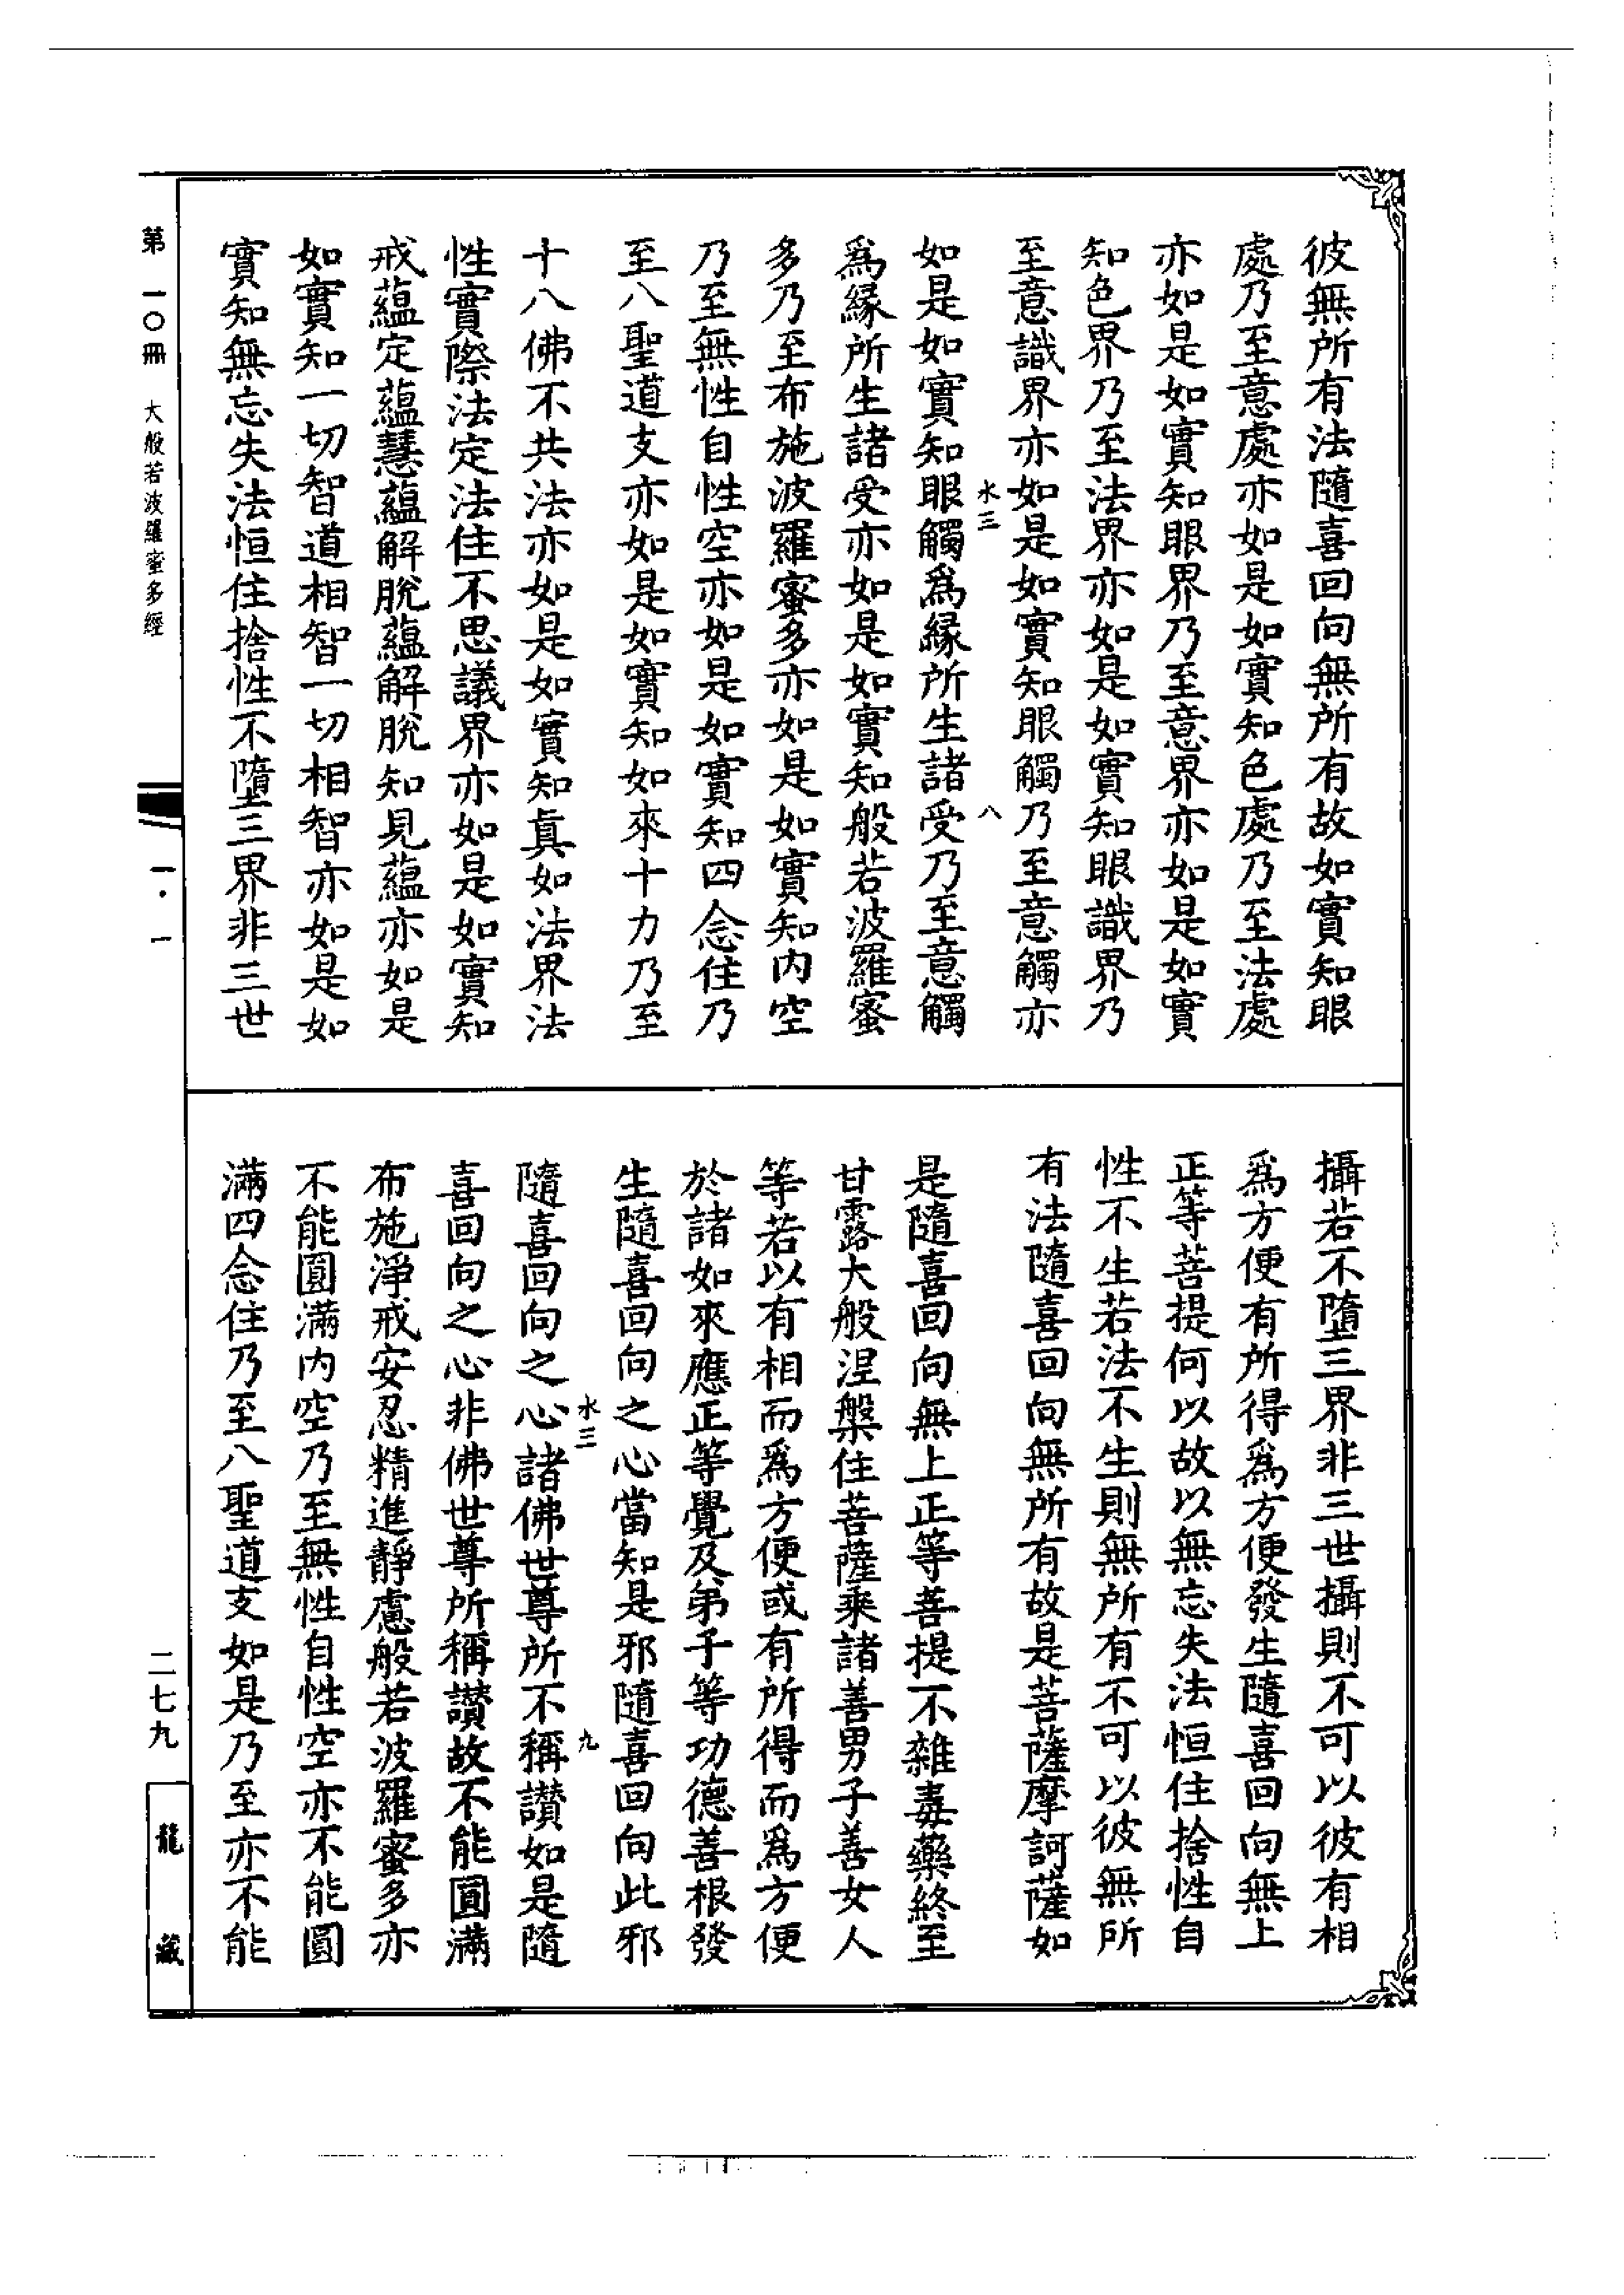 彼無所有法隨喜回向無所有故如實知眼
處乃至意處亦如是如實知色處乃至法處
亦如是如實知眼界乃至意界亦如是如實
知色界乃至法界亦如是如實知眼識界乃
至意識界亦如是如實知眼觸乃至意觸亦
水三 八
如是如實知眼觸爲緣所生諸受乃至意觸
爲緣所生諸受亦如是如實知般若波羅蜜
多乃至布施波羅蜜多亦如是如實知内空
乃至無性自性空亦如是如實知四念住乃
至八聖道支亦如是如實知如來十力乃至
十八佛不共法亦如是如實知眞如法界法
性實際法定法住不思議界亦如是如實知
戒蘊定蘊慧蘊解脫蘊解脫知見蘊亦如是
如實知一切智道相智一切相智亦如是如
實知無忘失法恒住捨性不墮三界非三世
攝若不墮三界非三世攝則不可以彼有相
爲方便有所得爲方便發生隨喜回向無上
正等菩提何以故以無忘失法恒住捨性自
性不生若法不生則無所有不可以彼無所
有法隨喜回向無所有故是菩薩摩訶薩如
是隨喜回向無上正等菩提不雜毒藥終至
甘露大般涅槃住菩薩乘諸善男子善女人
等若以有相而爲方便或有所得而爲方便
於諸如來應正等覺及弟子等功德善根發
生隨喜回向之心當知是邪隨喜回向此邪
水三 九
隨喜回向之心諸佛世尊所不稱讃如是隨
喜回向之心非佛世尊所稱讃故不能圓滿
布施淨戒安忍精進靜慮般若波羅蜜多亦
不能圓滿内空乃至無性自性空亦不能圓
滿四念住乃至八聖道支如是乃至亦不能
第一〇冊 大般若波羅蜜多經
一·一
二七九
龍藏